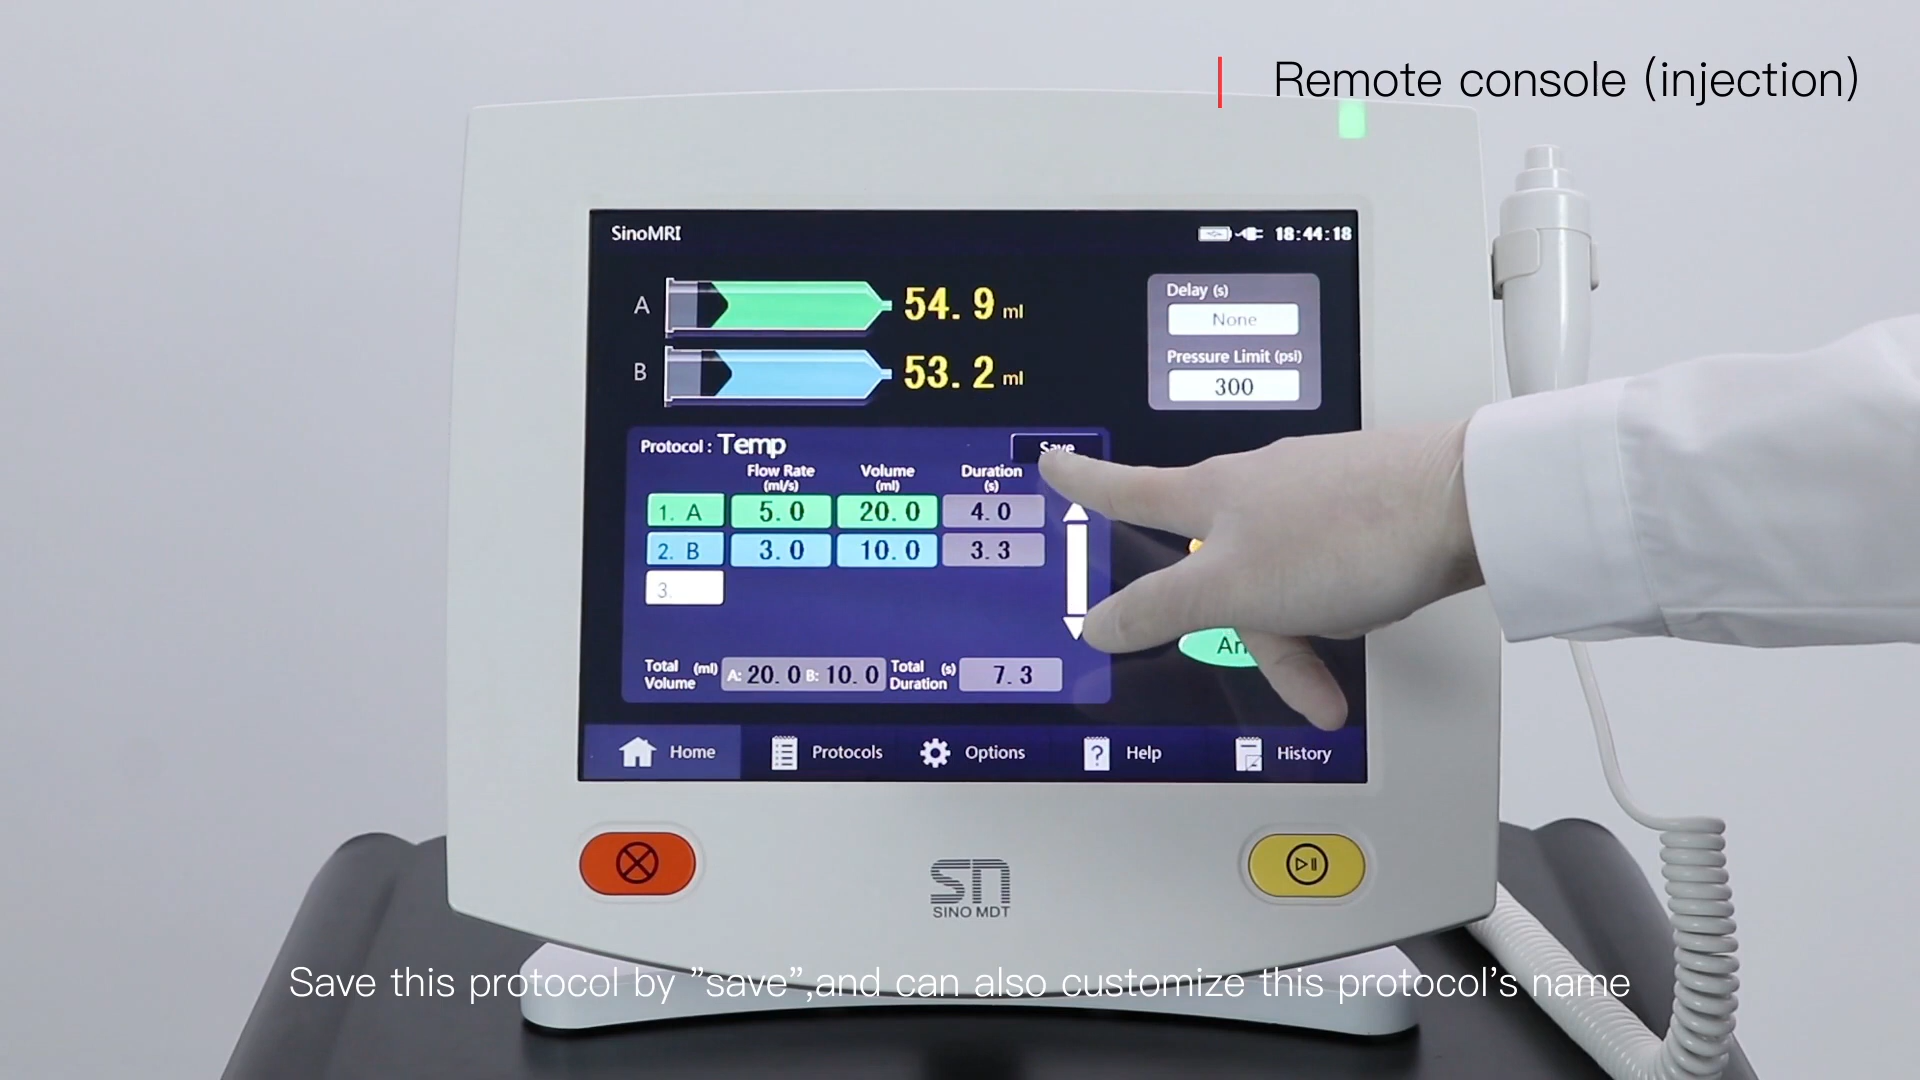 Remote console (injection)
SinoMRI
18:44:18
A 54.9 ml
B 53.2 ml
Delay (s)
None
Pressure Limit (psi)
300
Protocol : Temp
Save
Flow Rate (ml/s) Volume (ml) Duration (s)
1. A 5.0 20.0 4.0
2. B 3.0 10.0 3.3
3.
Total Volume (ml) A: 20.0 B: 10.0 Total Duration (s) 7.3
Home Protocols Options Help History
SINO MDT
Save this protocol by "save",and can also customize this protocol's name